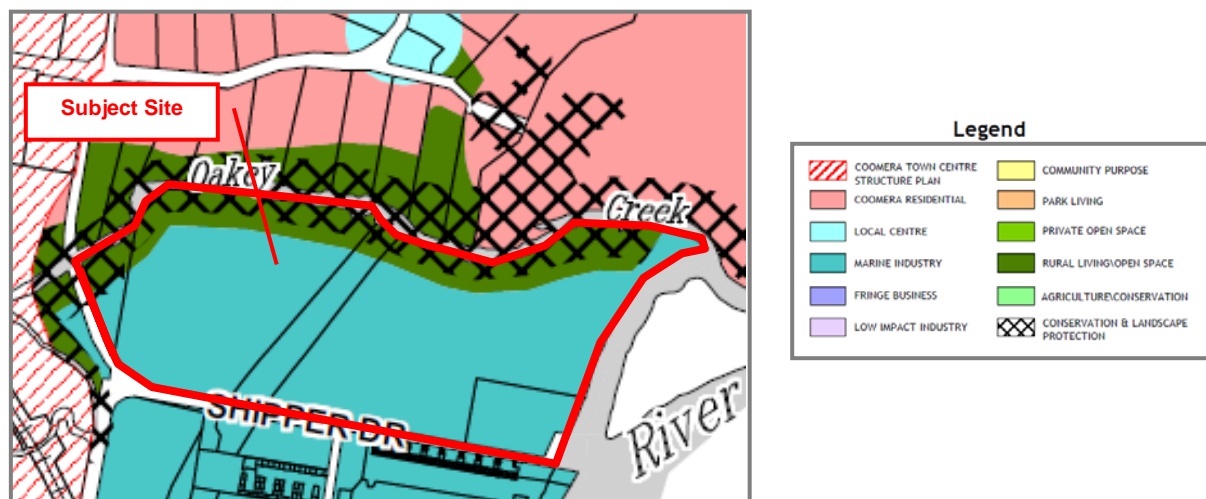 Subject Site
Oakey
Creek
SHIPPER DR
River
Legend
COOMERA TOWN CENTRE
STRUCTURE PLAN
COOMERA RESIDENTIAL
LOCAL CENTRE
MARINE INDUSTRY
FRINGE BUSINESS
LOW IMPACT INDUSTRY
COMMUNITY PURPOSE
PARK LIVING
PRIVATE OPEN SPACE
RURAL LIVING\OPEN SPACE
AGRICULTURE\CONSERVATION
CONSERVATION & LANDSCAPE
PROTECTION